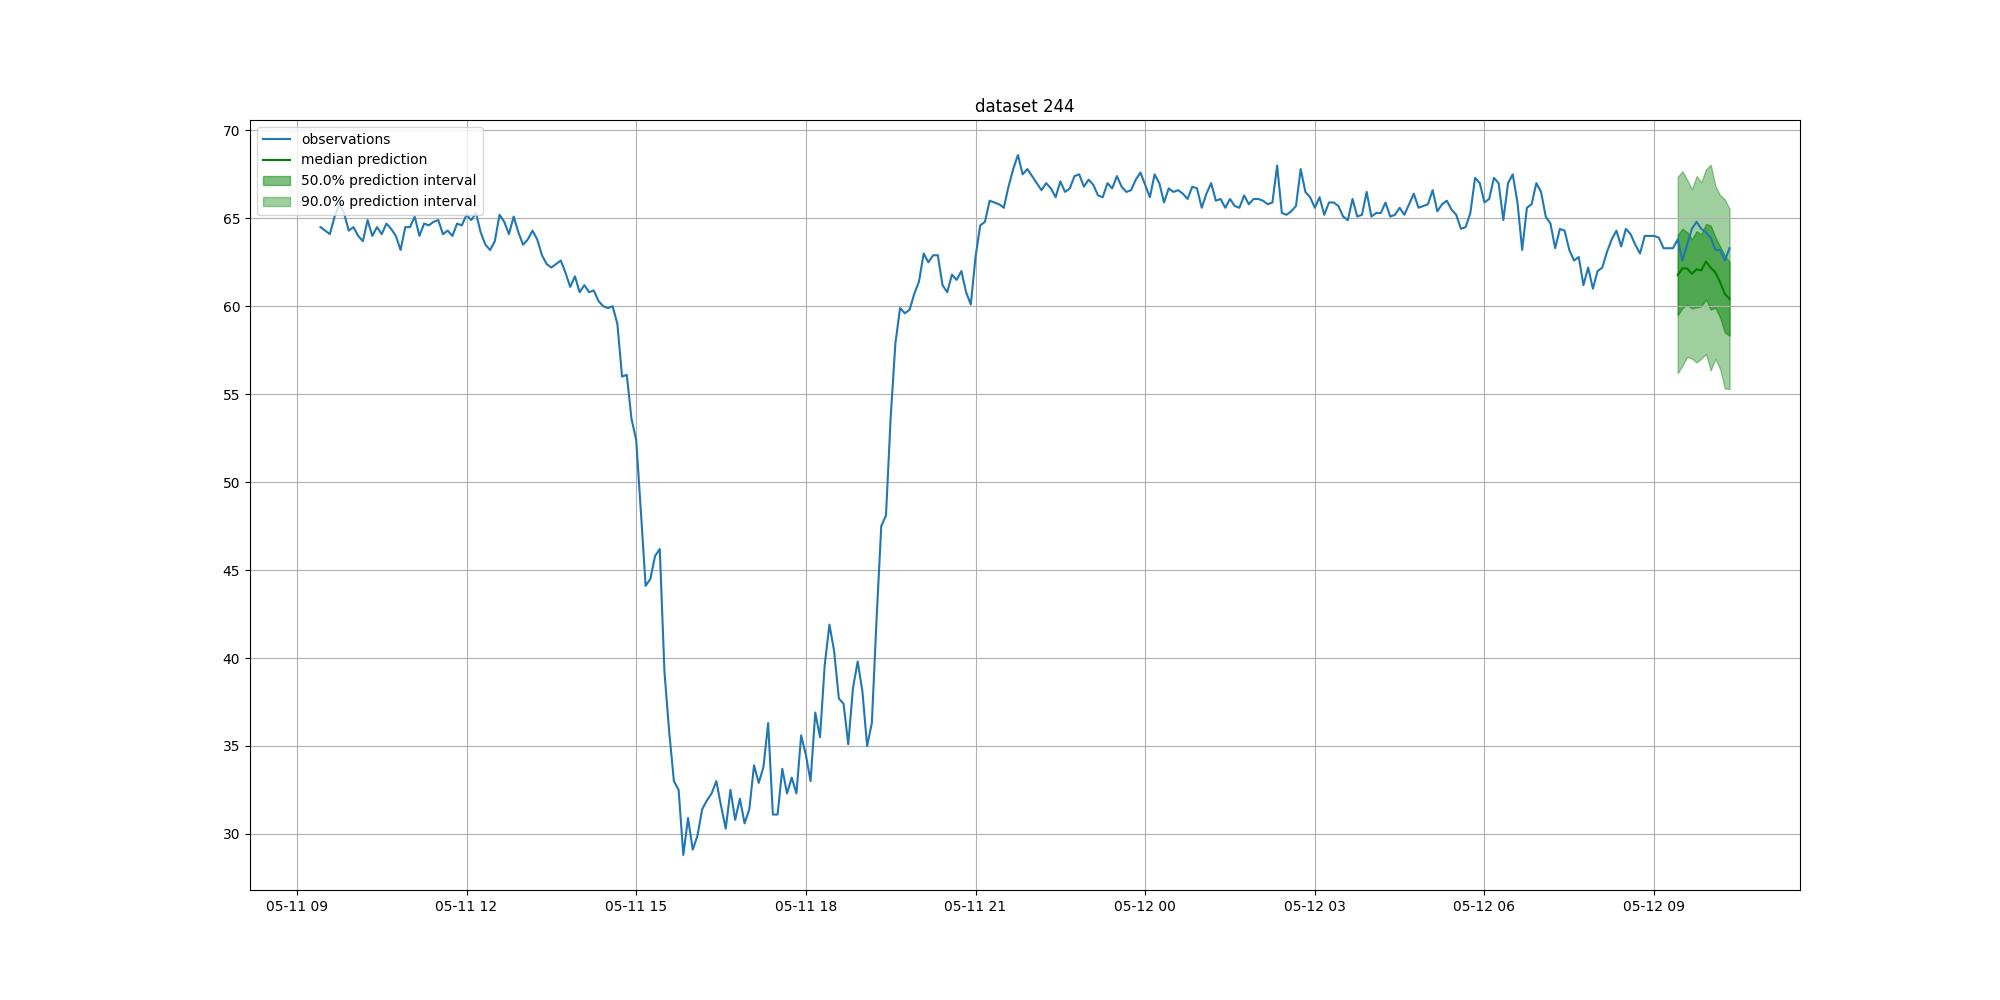 dataset 244
observations
median prediction
50.0% prediction interval
90.0% prediction interval
70
65
60
55
50
45
40
35
30
05-11 09 05-11 12 05-11 15 05-11 18 05-11 21 05-12 00 05-12 03 05-12 06 05-12 09